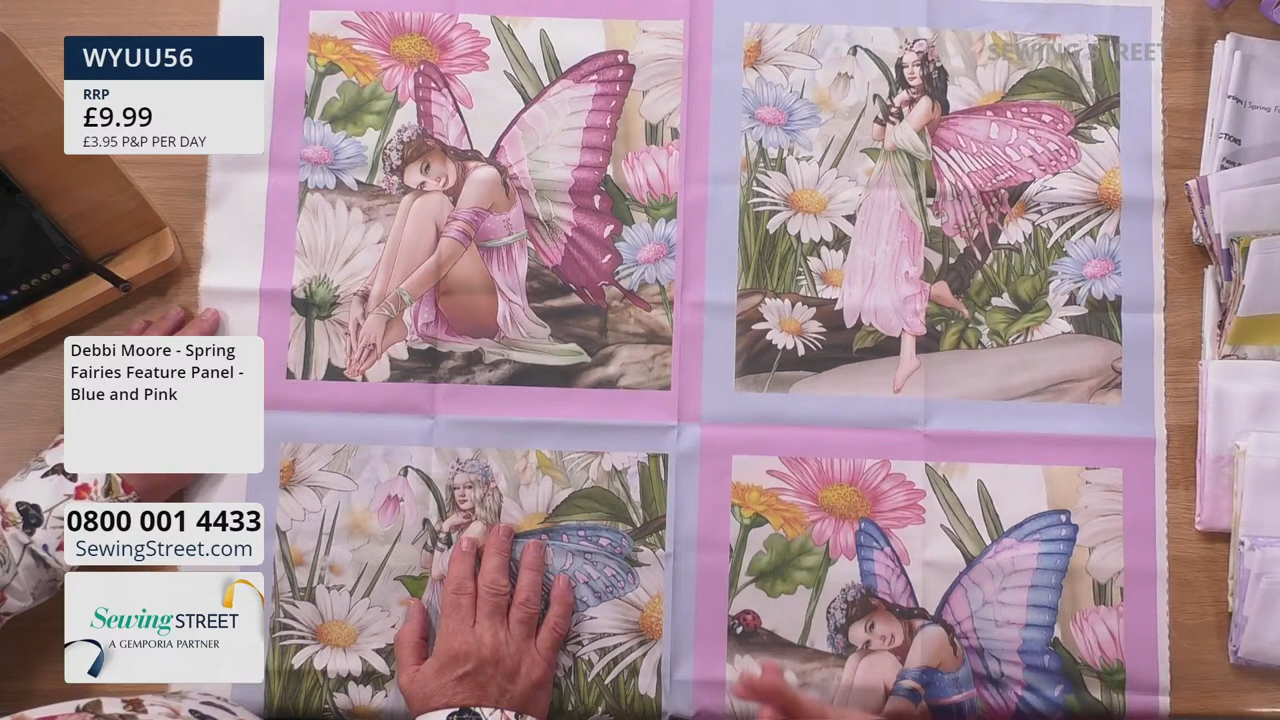 WYUU56
RRP
£9.99
£3.95 P&P PER DAY
Debbi Moore - Spring
Fairies Feature Panel -
Blue and Pink
0800 001 4433
SewingStreet.com
Sewing STREET
A GEMPORIA PARTNER
SEWING STREET